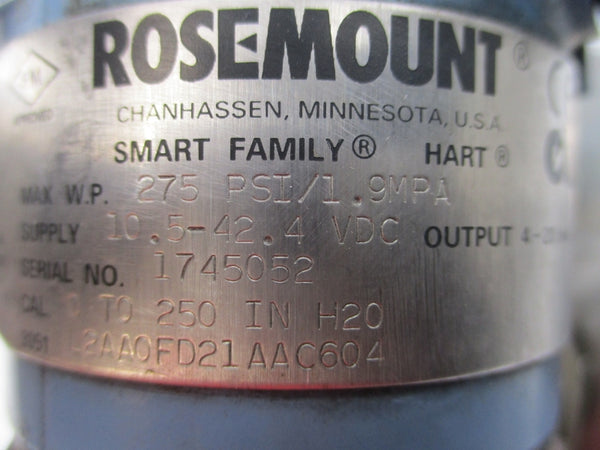 ROSEMOUNT®
CHANHASSEN, MINNESOTA, U.S.A.
SMART FAMILY® HART®
MAX W.P. 275 PSI/1.9MPA
SUPPLY 10.5-42.4 VDC OUTPUT 4-20
SERIAL NO. 1745052
CAL 0 TO 250 IN H2O
3051 L2AA0FD21AAC604